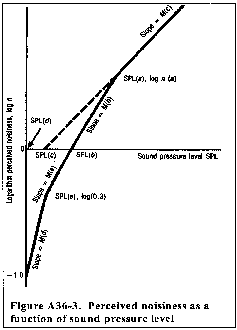 Slope = M(c)
SPL(a), log n (a)
Logarithm perceived noisiness, log n
Slope = M(b)
SPL(d)
0
Sound pressure level SPL
SPL(c)
SPL(b)
Slope = M(e)
SPL(e), log(0.3)
Slope = M(d)
-1.0
Figure A36-3. Perceived noisiness as a
function of sound pressure level